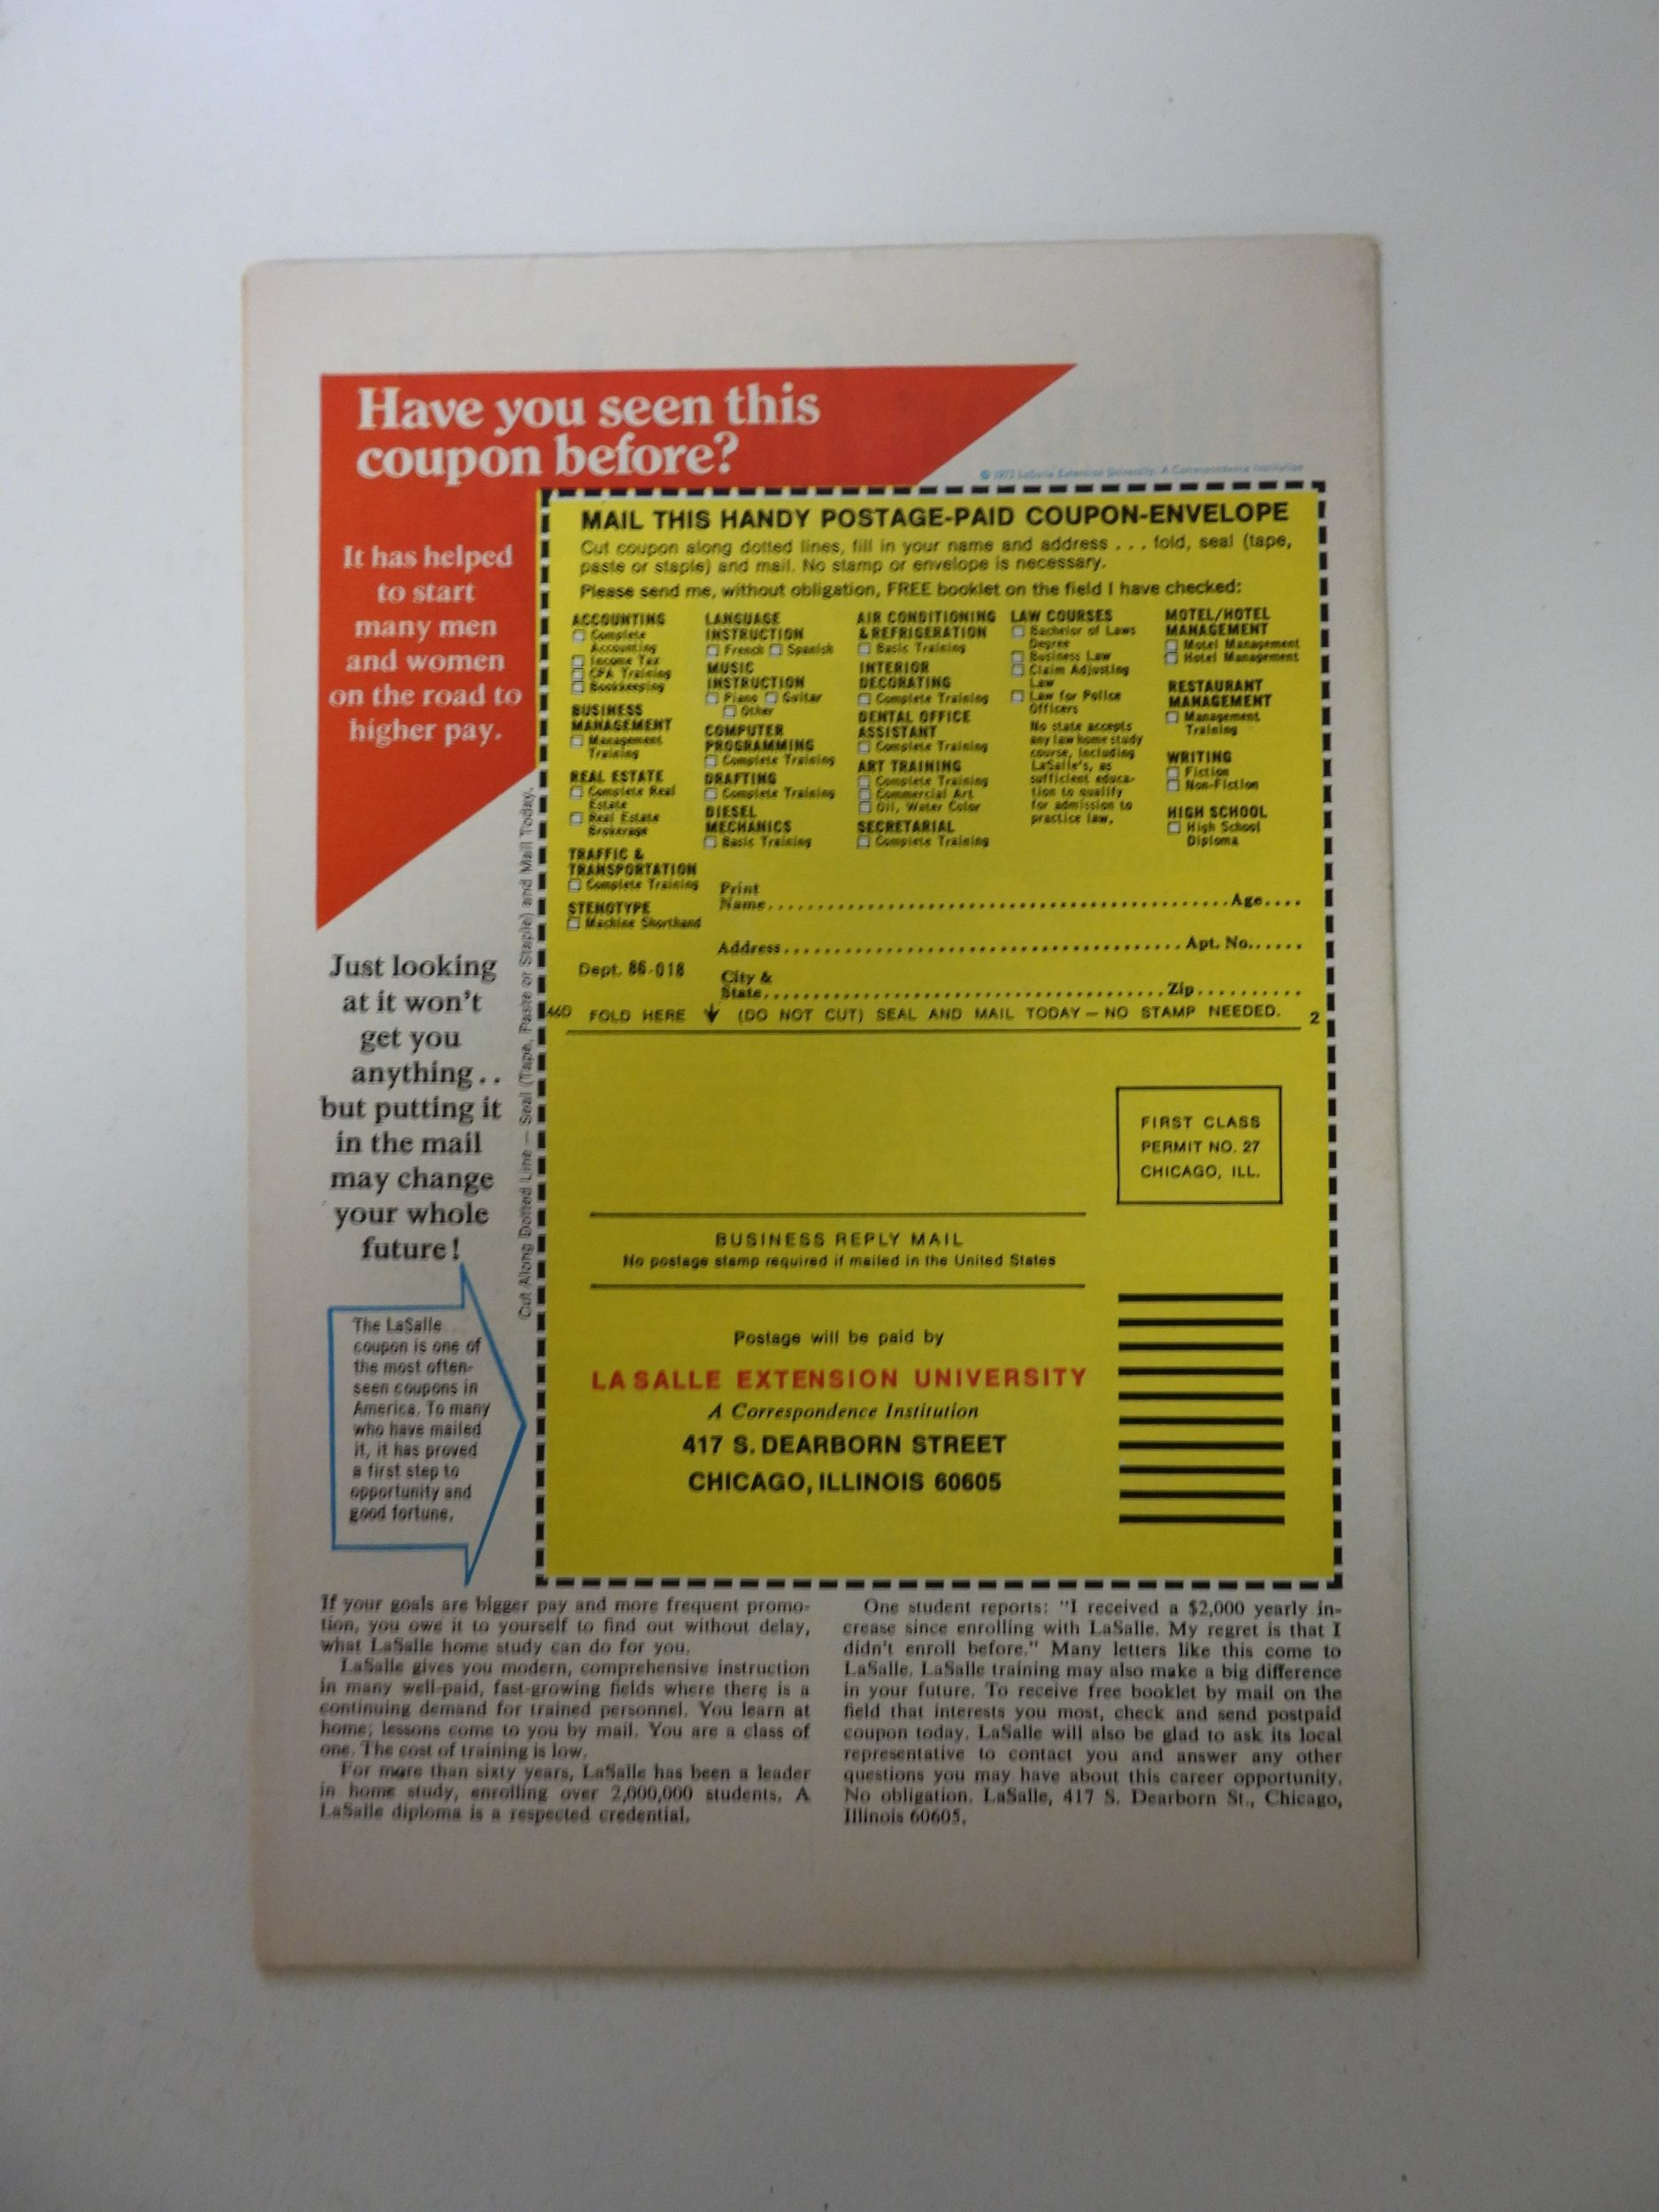 Have you seen this
coupon before?
It has helped
to start
many men
and women
on the road to
higher pay.
Just looking
at it won't
get you
anything..
but putting it
in the mail
may change
your whole
future!
The LaSalle
coupon is one of
the most often-
seen coupons in
America. To many
who have mailed
it, it has proved
a first step to
opportunity and
good fortune.
© 1972 LaSalle Extension University, A Correspondence Institution
Cut Along Dotted Line — Seal (Tape, Paste or Staple) and Mail Today.
MAIL THIS HANDY POSTAGE-PAID COUPON-ENVELOPE
Cut coupon along dotted lines, fill in your name and address . . . fold, seal (tape,
paste or staple) and mail. No stamp or envelope is necessary.
Please send me, without obligation, FREE booklet on the field I have checked:
ACCOUNTING
Complete
Accounting
Income Tax
CPA Training
Bookkeeping
BUSINESS
MANAGEMENT
Management
Training
REAL ESTATE
Complete Real
Estate
Real Estate
Brokerage
TRAFFIC &
TRANSPORTATION
Complete Training
STENOTYPE
Machine Shorthand
LANGUAGE
INSTRUCTION
French Spanish
MUSIC
INSTRUCTION
Piano Guitar
Other
COMPUTER
PROGRAMMING
Complete Training
DRAFTING
Complete Training
DIESEL
MECHANICS
Basic Training
AIR CONDITIONING
& REFRIGERATION
Basic Training
INTERIOR
DECORATING
Complete Training
DENTAL OFFICE
ASSISTANT
Complete Training
ART TRAINING
Complete Training
Commercial Art
Oil, Water Color
SECRETARIAL
Complete Training
LAW COURSES
Bachelor of Laws
Degree
Business Law
Claim Adjusting
Law
Law for Police
Officers
No state accepts
any law home study
course, including
LaSalle's, as
sufficient educa-
tion to qualify
for admission to
practice law.
MOTEL/HOTEL
MANAGEMENT
Motel Management
Hotel Management
RESTAURANT
MANAGEMENT
Management
Training
WRITING
Fiction
Non-Fiction
HIGH SCHOOL
High School
Diploma
Print
Name.......... Age....
Address.......... Apt. No......
Dept. 86-018
City &
State.......... Zip..........
460 FOLD HERE (DO NOT CUT) SEAL AND MAIL TODAY — NO STAMP NEEDED. 2
FIRST CLASS
PERMIT NO. 27
CHICAGO, ILL.
BUSINESS REPLY MAIL
No postage stamp required if mailed in the United States
Postage will be paid by
LA SALLE EXTENSION UNIVERSITY
A Correspondence Institution
417 S. DEARBORN STREET
CHICAGO, ILLINOIS 60605
If your goals are bigger pay and more frequent promo-
tion, you owe it to yourself to find out without delay,
what LaSalle home study can do for you.
LaSalle gives you modern, comprehensive instruction
in many well-paid, fast-growing fields where there is a
continuing demand for trained personnel. You learn at
home; lessons come to you by mail. You are a class of
one. The cost of training is low.
For more than sixty years, LaSalle has been a leader
in home study, enrolling over 2,000,000 students. A
LaSalle diploma is a respected credential.
One student reports: "I received a $2,000 yearly in-
crease since enrolling with LaSalle. My regret is that I
didn't enroll before." Many letters like this come to
LaSalle. LaSalle training may also make a big difference
in your future. To receive free booklet by mail on the
field that interests you most, check and send postpaid
coupon today. LaSalle will also be glad to ask its local
representative to contact you and answer any other
questions you may have about this career opportunity.
No obligation. LaSalle, 417 S. Dearborn St., Chicago,
Illinois 60605.